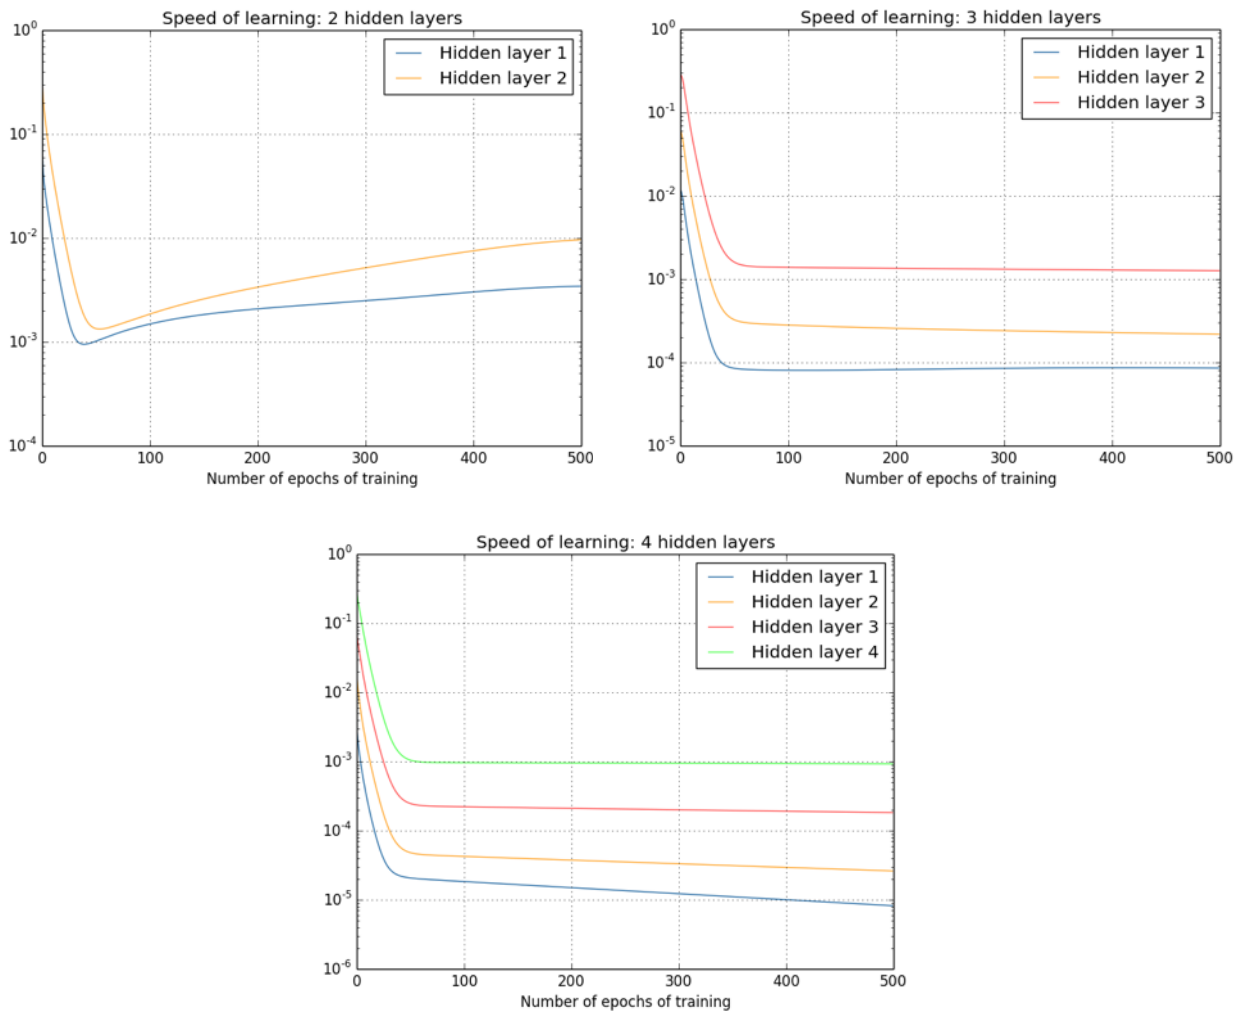 Speed of learning: 2 hidden layers
10^0
10^-1
10^-2
10^-3
10^-4
Hidden layer 1
Hidden layer 2
0 100 200 300 400 500
Number of epochs of training
Speed of learning: 3 hidden layers
10^0
10^-1
10^-2
10^-3
10^-4
10^-5
Hidden layer 1
Hidden layer 2
Hidden layer 3
0 100 200 300 400 500
Number of epochs of training
Speed of learning: 4 hidden layers
10^0
10^-1
10^-2
10^-3
10^-4
10^-5
10^-6
Hidden layer 1
Hidden layer 2
Hidden layer 3
Hidden layer 4
0 100 200 300 400 500
Number of epochs of training